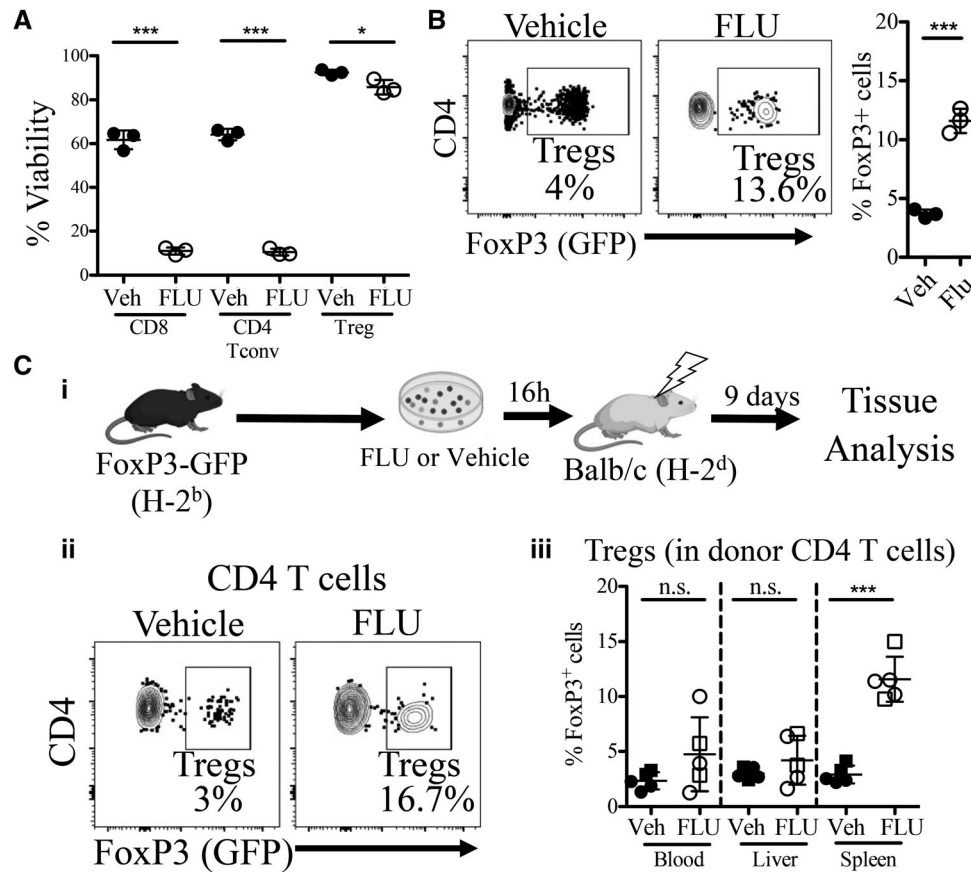 A
***
***
*
% Viability
100
80
60
40
20
0
Veh FLU Veh FLU Veh FLU
CD8
CD4
Tconv
Treg
B
Vehicle
FLU
CD4
Tregs
4%
Tregs
13.6%
FoxP3 (GFP)
***
% FoxP3+ cells
20
15
10
5
0
Veh
Flu
C
i
FoxP3-GFP
(H-2ᵇ)
FLU or Vehicle
16h
Balb/c (H-2ᵈ)
9 days
Tissue
Analysis
ii
CD4 T cells
Vehicle
FLU
CD4
Tregs
3%
Tregs
16.7%
FoxP3 (GFP)
iii
Tregs (in donor CD4 T cells)
n.s.
n.s.
***
% FoxP3⁺ cells
20
15
10
5
0
Veh FLU Veh FLU Veh FLU
Blood
Liver
Spleen